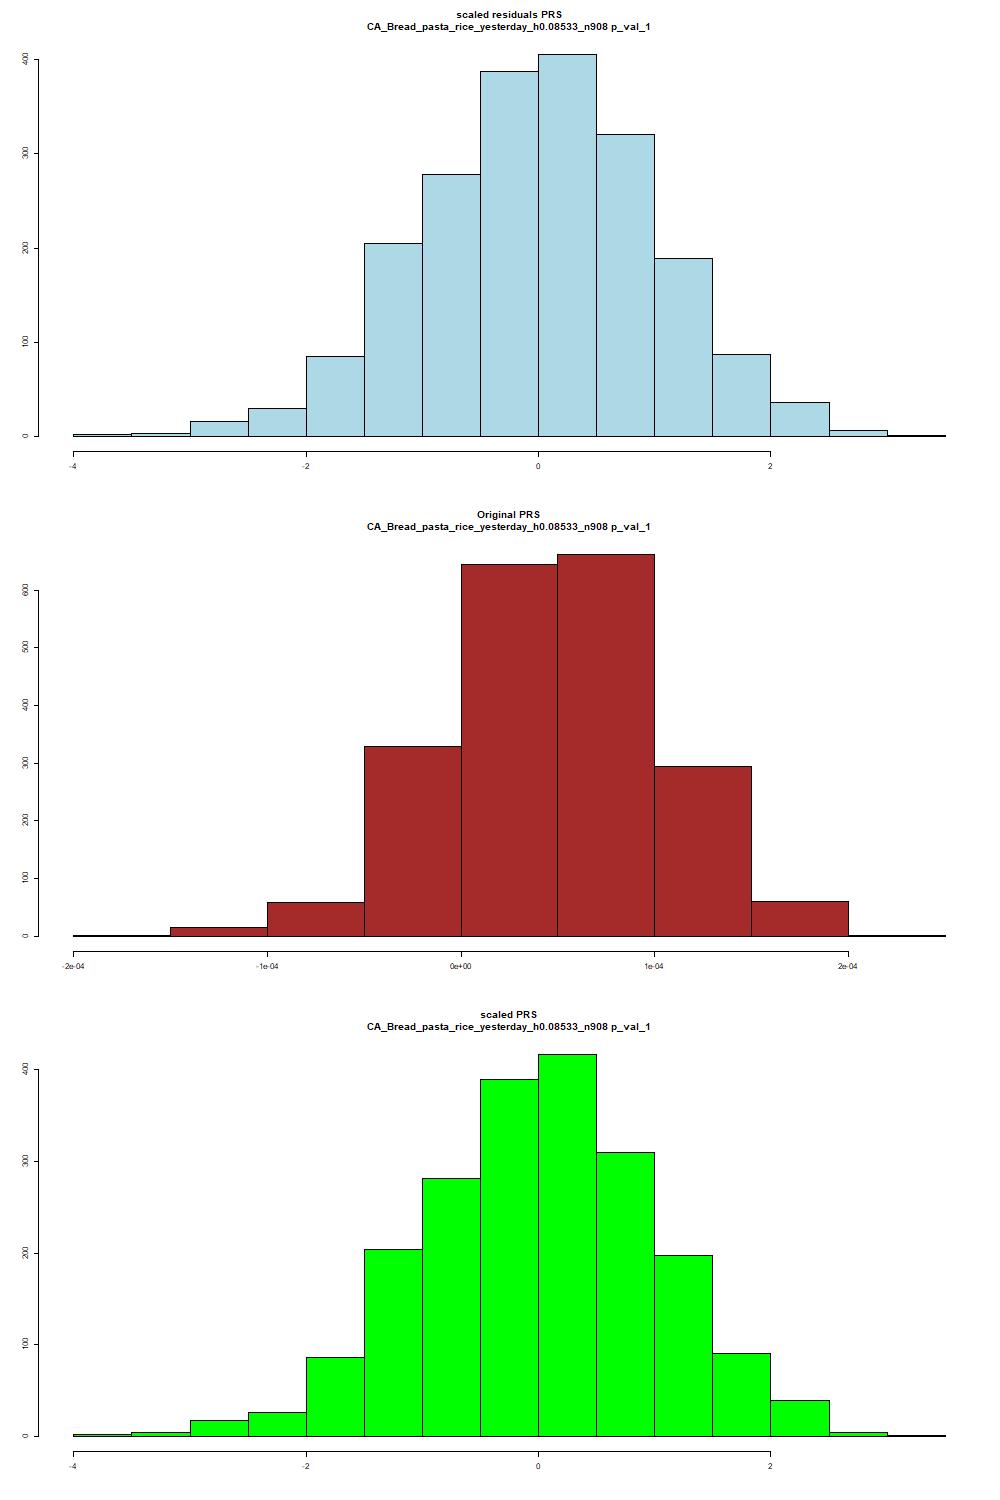 scaled residuals PRS
CA_Bread_pasta_rice_yesterday_h0.08533_n908 p_val_1
400
300
200
100
0
-4 -2 0 2
Original PRS
CA_Bread_pasta_rice_yesterday_h0.08533_n908 p_val_1
600
500
400
300
200
100
0
-2e-04 -1e-04 0e+00 1e-04 2e-04
scaled PRS
CA_Bread_pasta_rice_yesterday_h0.08533_n908 p_val_1
400
300
200
100
0
-4 -2 0 2